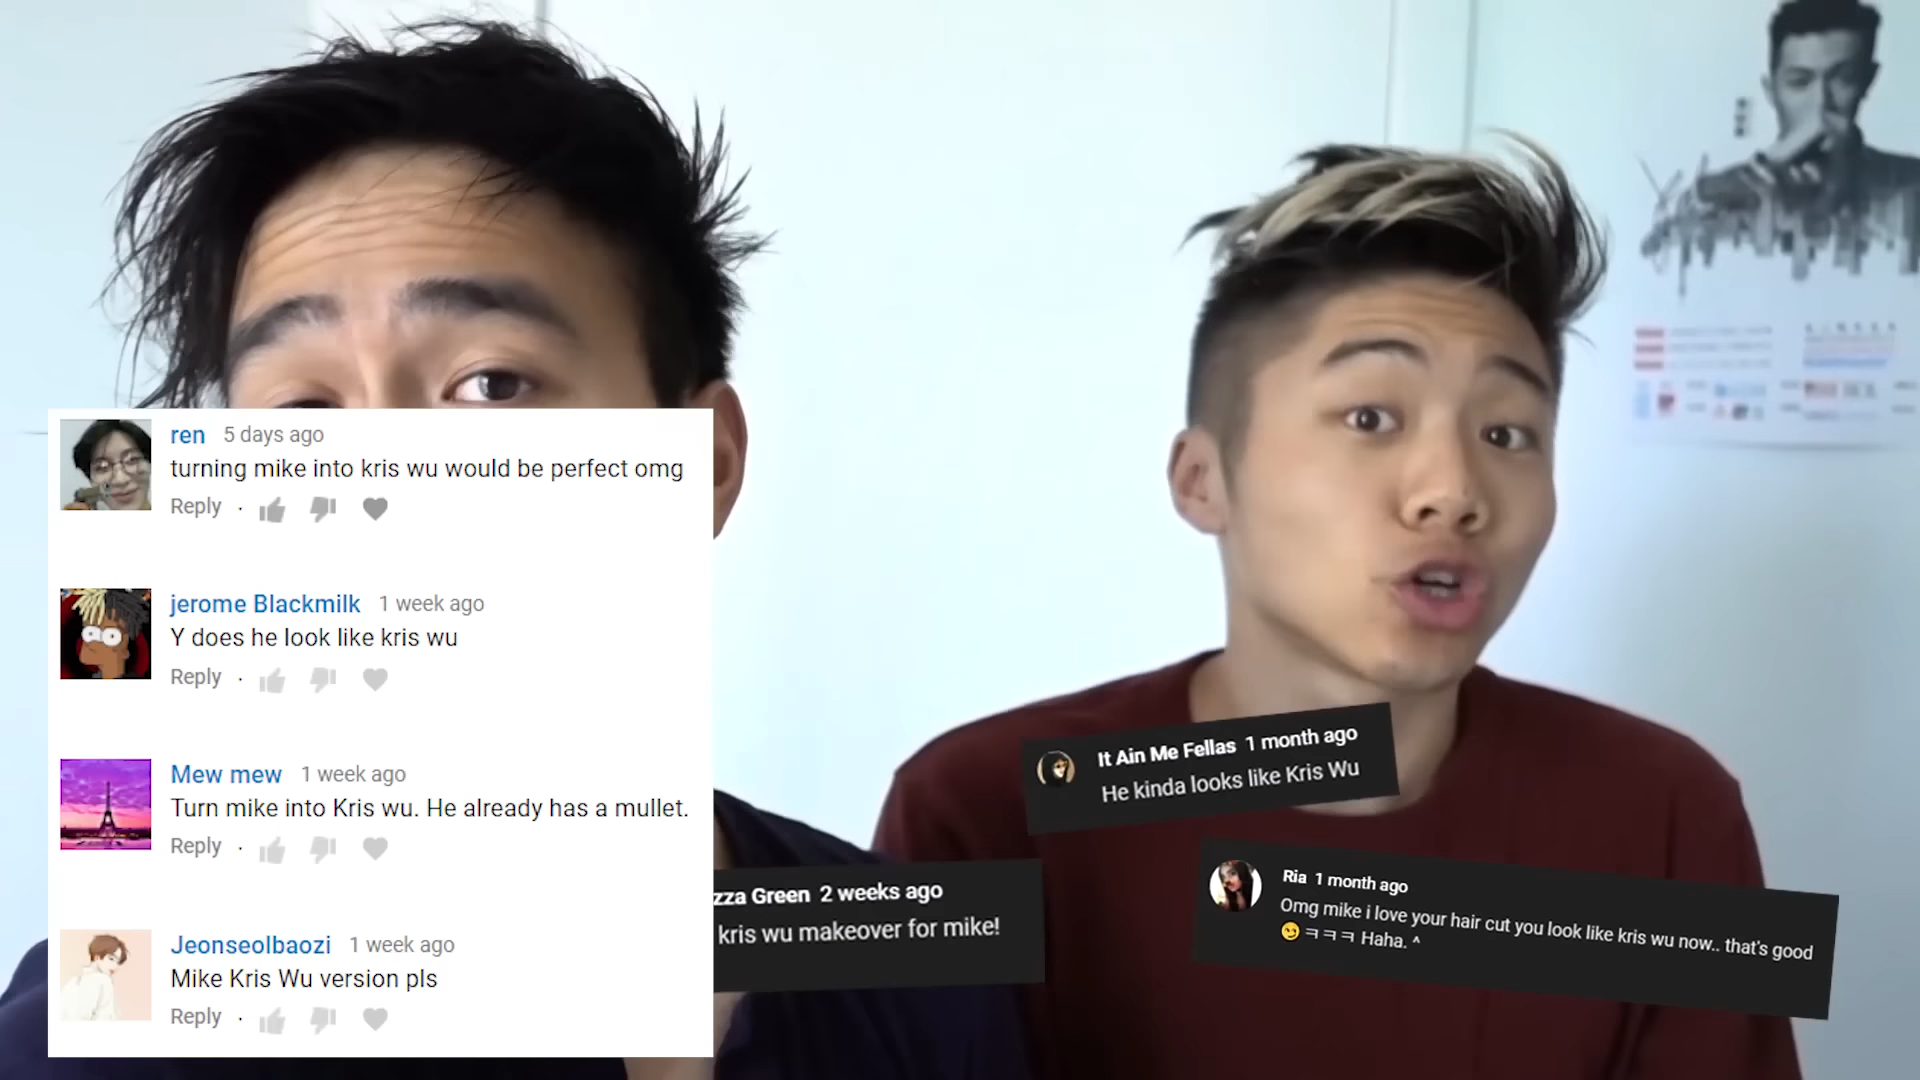 ren 5 days ago
turning mike into kris wu would be perfect omg
Reply ·
jerome Blackmilk 1 week ago
Y does he look like kris wu
Reply ·
Mew mew 1 week ago
Turn mike into Kris wu. He already has a mullet.
Reply ·
Jeonseolbaozi 1 week ago
Mike Kris Wu version pls
Reply ·
zza Green 2 weeks ago
kris wu makeover for mike!
It Ain Me Fellas 1 month ago
He kinda looks like Kris Wu
Ria 1 month ago
Omg mike i love your hair cut you look like kris wu now.. that's good
😏ㅋㅋㅋ Haha. ^